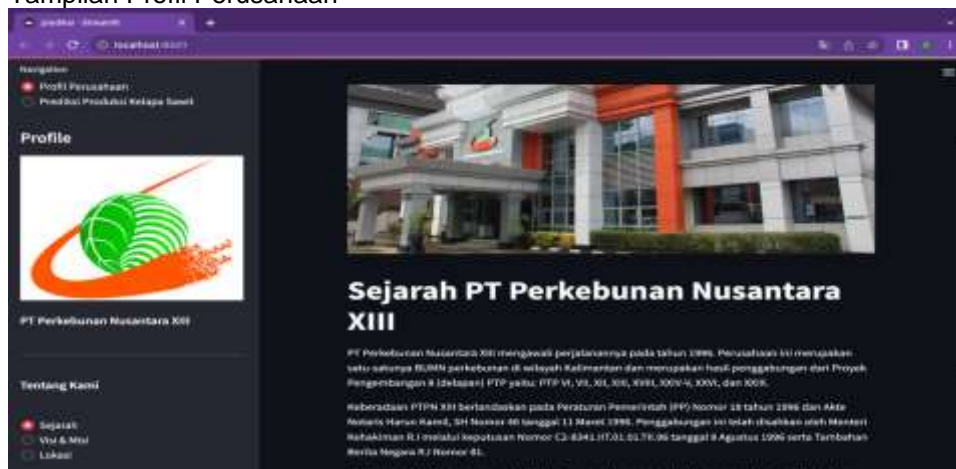 Tampilan Profil Perusahaan
prediksi · Streamlit
localhost:8501
Navigation
Profil Perusahaan
Prediksi Produksi Kelapa Sawit
Profile
PT Perkebunan Nusantara XIII
Tentang Kami
Sejarah
Visi & Misi
Lokasi
Sejarah PT Perkebunan Nusantara
XIII
PT Perkebunan Nusantara XIII mengawali perjalanannya pada tahun 1996. Perusahaan ini merupakan
satu satunya BUMN perkebunan di wilayah Kalimantan dan merupakan hasil penggabungan dari Proyek
Pengembangan 8 (delapan) PTP yaitu: PTP VI, VII, XII, XIII, XVIII, XXIV-V, XXVI, dan XXIX.
Keberadaan PTPN XIII berlandaskan pada Peraturan Pemerintah (PP) Nomor 18 tahun 1996 dan Akte
Notaris Harun Kamil, SH Nomor 46 tanggal 11 Maret 1996. Penggabungan ini telah disahkan oleh Menteri
Kehakiman R.I melalui keputusan Nomor C2-8341.HT.01.01.TH.96 tanggal 8 Agustus 1996 serta Tambahan
Berita Negara R.I Nomor 81.